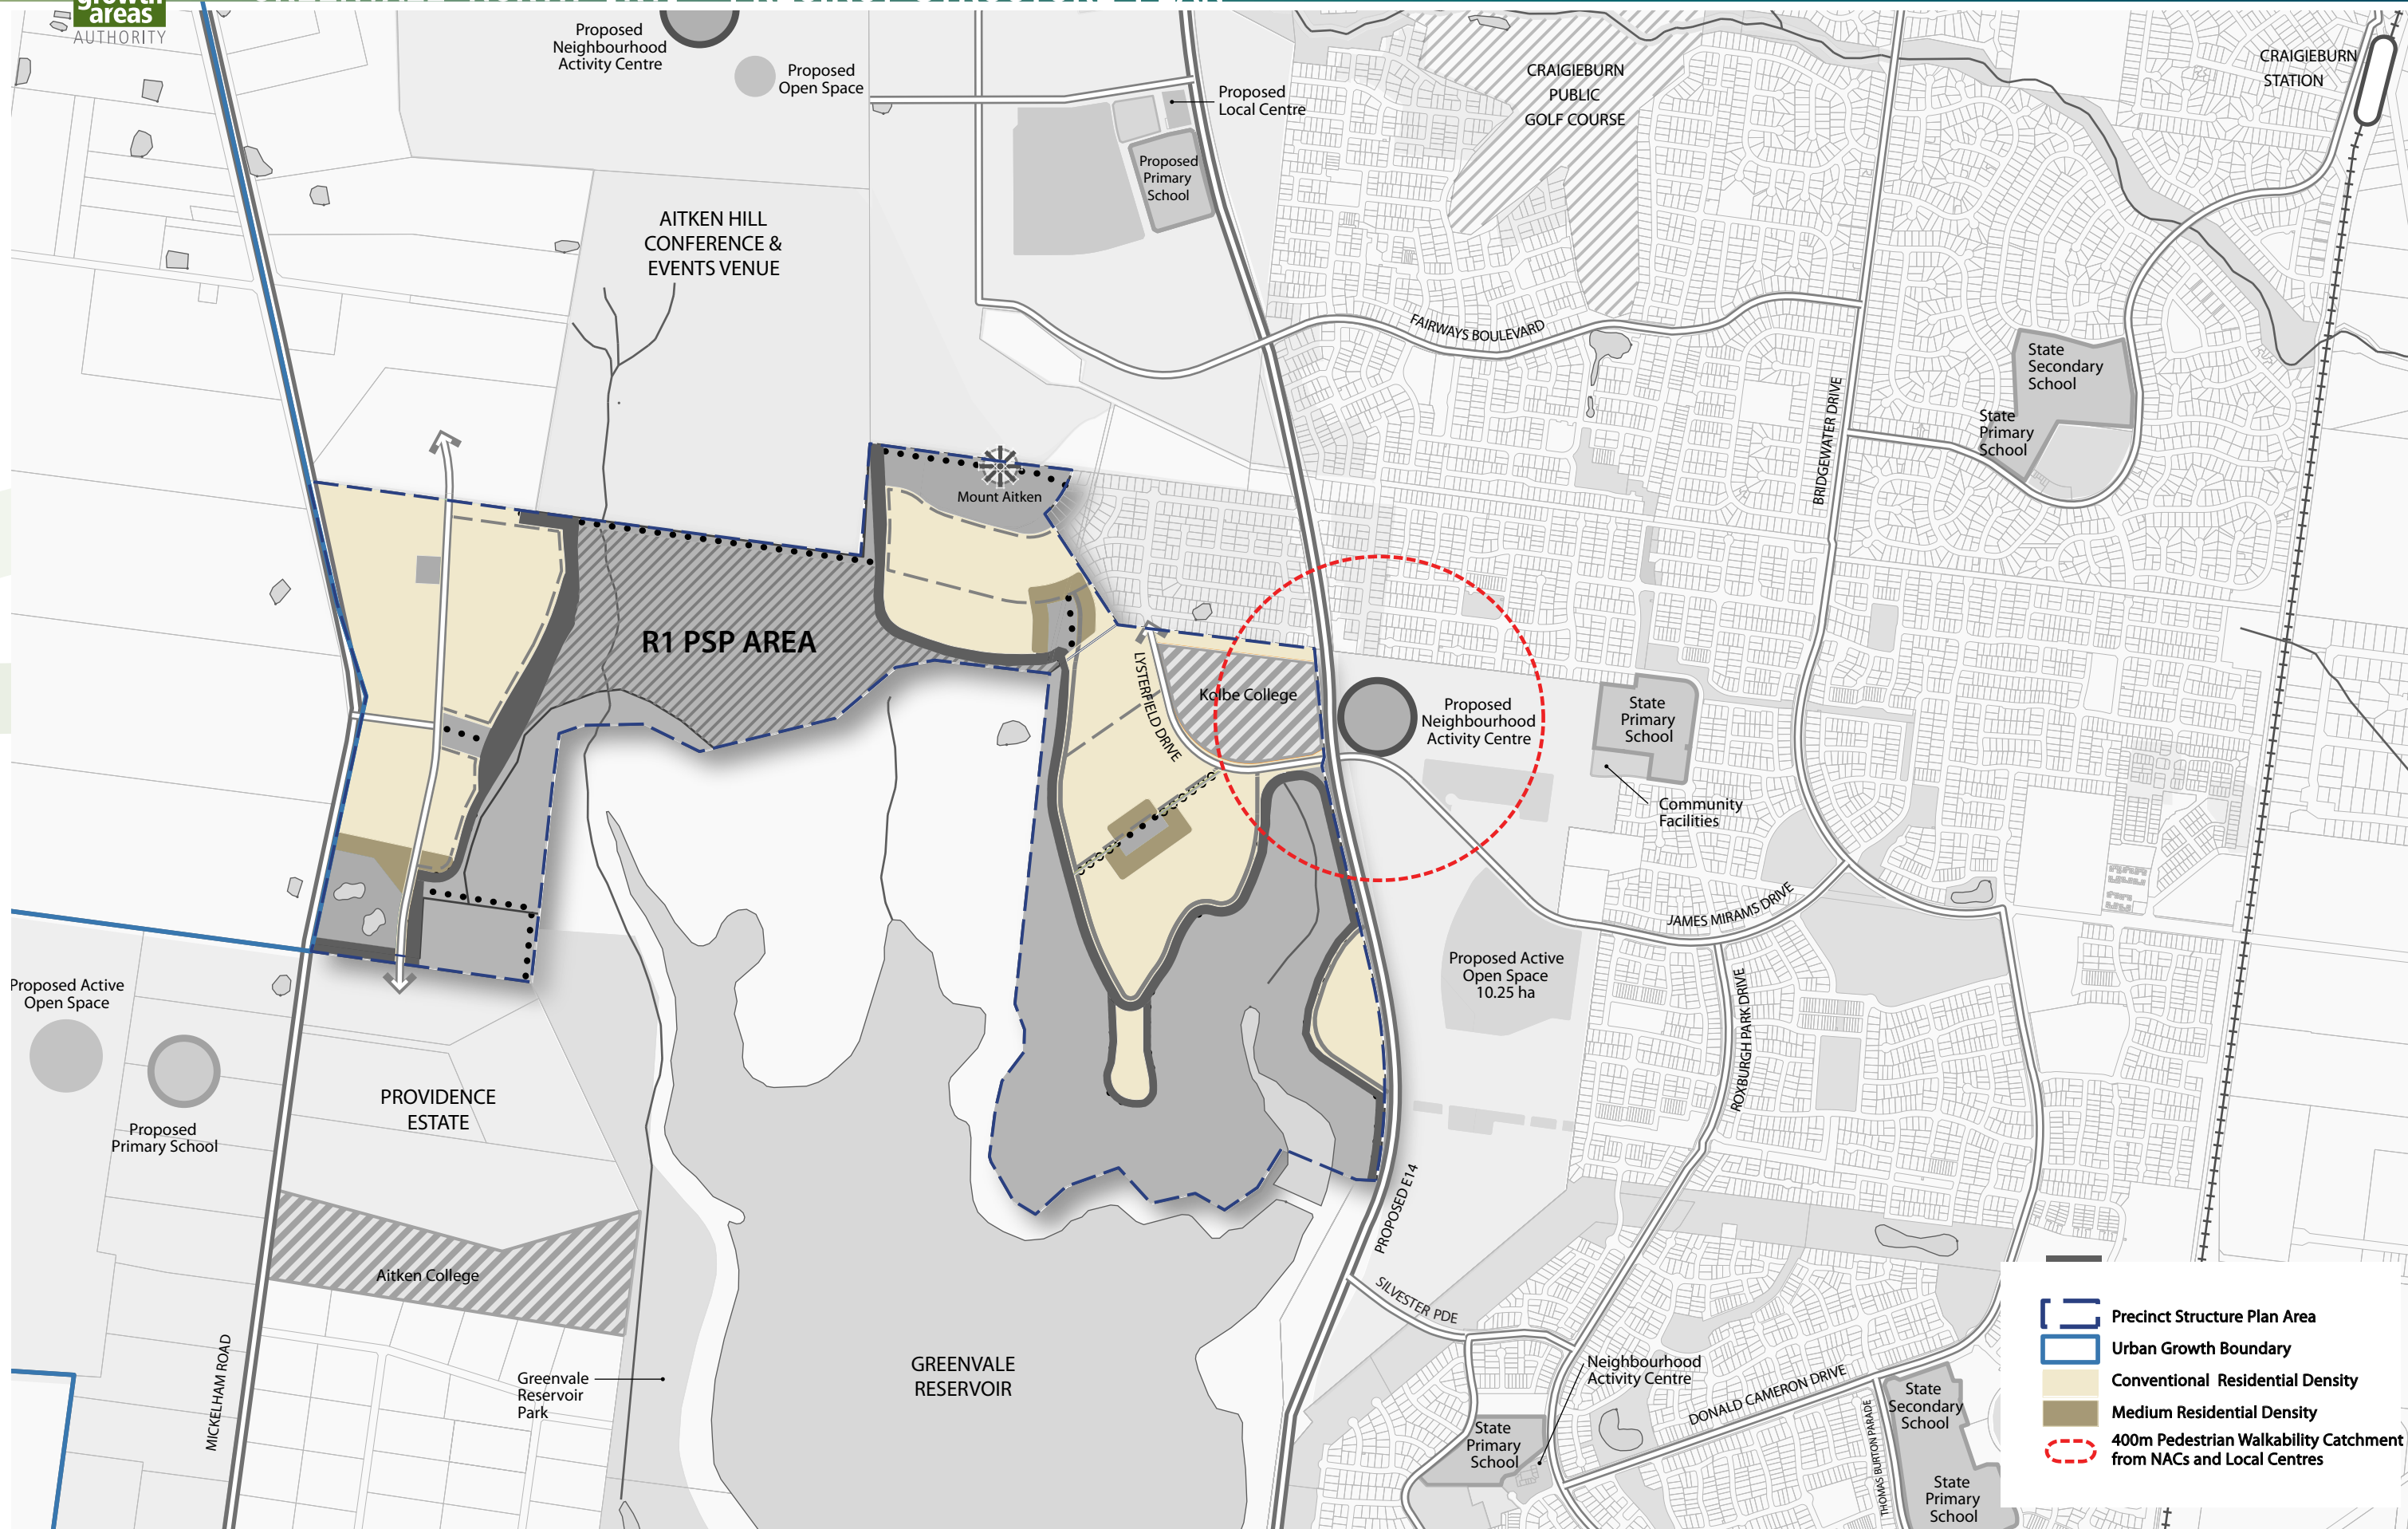 growth
areas
AUTHORITY
Proposed
Neighbourhood
Activity Centre
Proposed
Open Space
Proposed
Local Centre
Proposed
Primary
School
CRAIGIEBURN
PUBLIC
GOLF COURSE
CRAIGIEBURN
STATION
AITKEN HILL
CONFERENCE &
EVENTS VENUE
FAIRWAYS BOULEVARD
BRIDGEWATER DRIVE
State
Secondary
School
State
Primary
School
Mount Aitken
R1 PSP AREA
LYSTERFIELD DRIVE
Kolbe College
Proposed
Neighbourhood
Activity Centre
State
Primary
School
Community
Facilities
JAMES MIRAMS DRIVE
Proposed Active
Open Space
10.25 ha
ROXBURGH PARK DRIVE
Proposed Active
Open Space
Proposed
Primary School
PROVIDENCE
ESTATE
Aitken College
MICKELHAM ROAD
Greenvale
Reservoir
Park
GREENVALE
RESERVOIR
PROPOSED E14
SILVESTER PDE
Neighbourhood
Activity Centre
State
Primary
School
DONALD CAMERON DRIVE
THOMAS BURTON PARADE
State
Secondary
School
State
Primary
School
Precinct Structure Plan Area
Urban Growth Boundary
Conventional Residential Density
Medium Residential Density
400m Pedestrian Walkability Catchment
from NACs and Local Centres